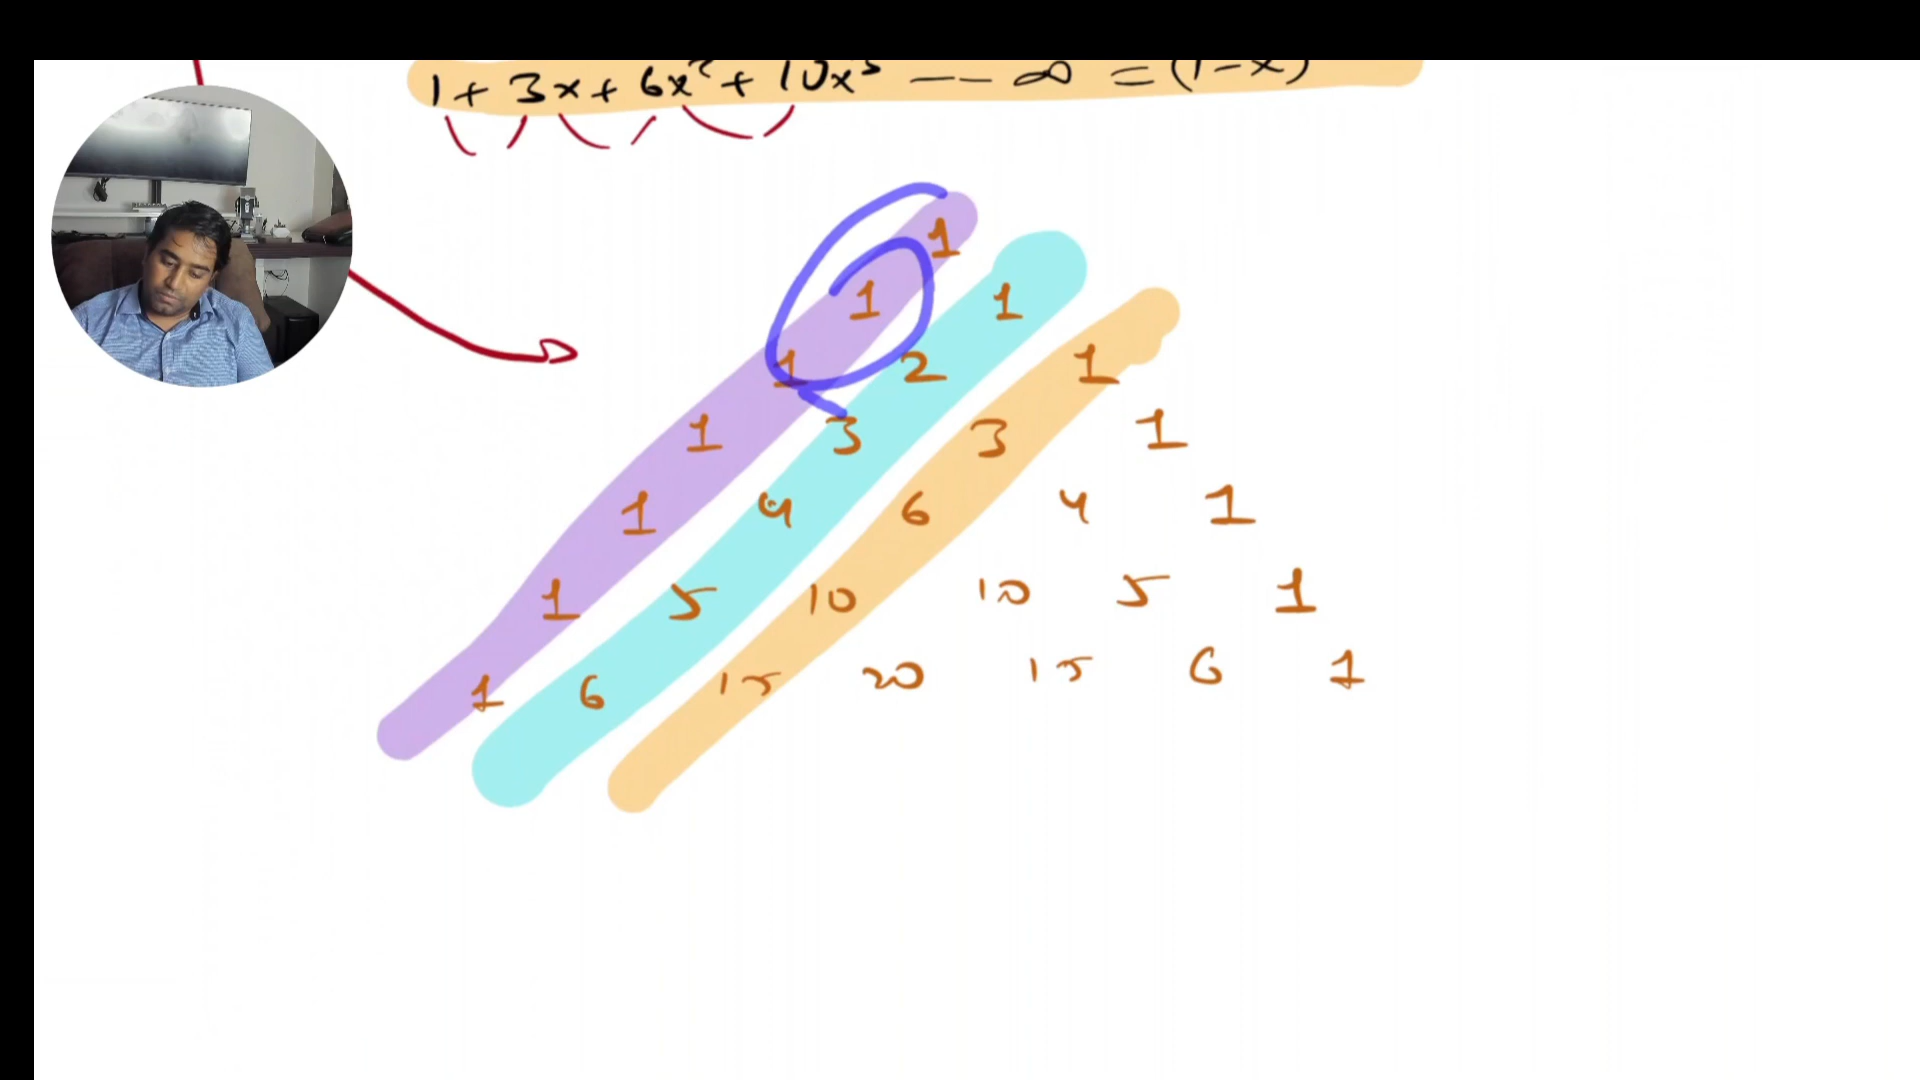 1 + 3x + 6x² + 10x³ —– ∞ = (1-x)
1
1 1
1 2 1
1 3 3 1
1 4 6 4 1
1 5 10 10 5 1
1 6 15 20 15 6 1